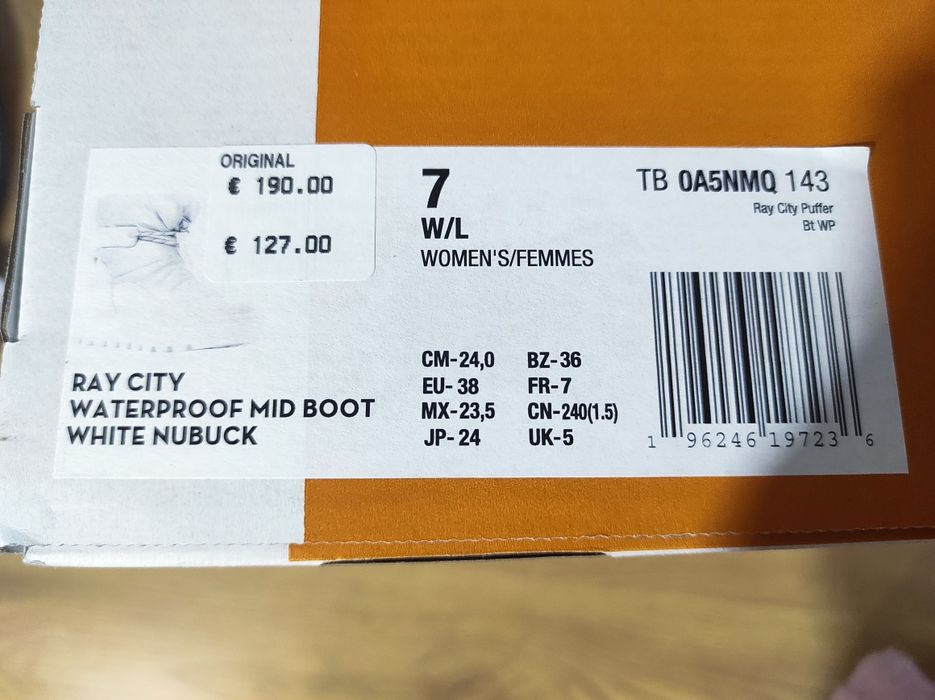 ORIGINAL
€ 190.00
€ 127.00
7
W/L
WOMEN'S/FEMMES
TB 0A5NMQ 143
Ray City Puffer
Bt WP
RAY CITY
WATERPROOF MID BOOT
WHITE NUBUCK
CM-24,0 BZ-36
EU-38 FR-7
MX-23,5 CN-240(1.5)
JP-24 UK-5
1 96246 19723 6